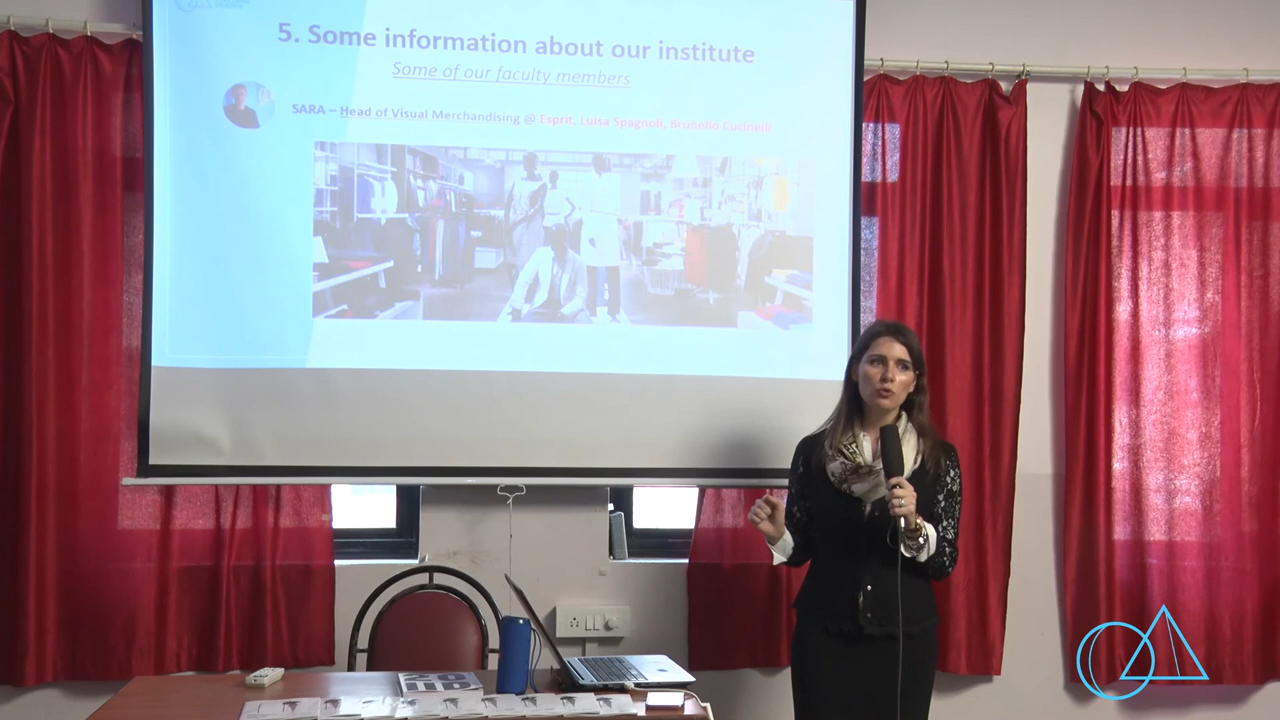 5. Some information about our institute
Some of our faculty members
SARA – Head of Visual Merchandising @ Esprit, Luisa Spagnoli, Brunello Cucinelli